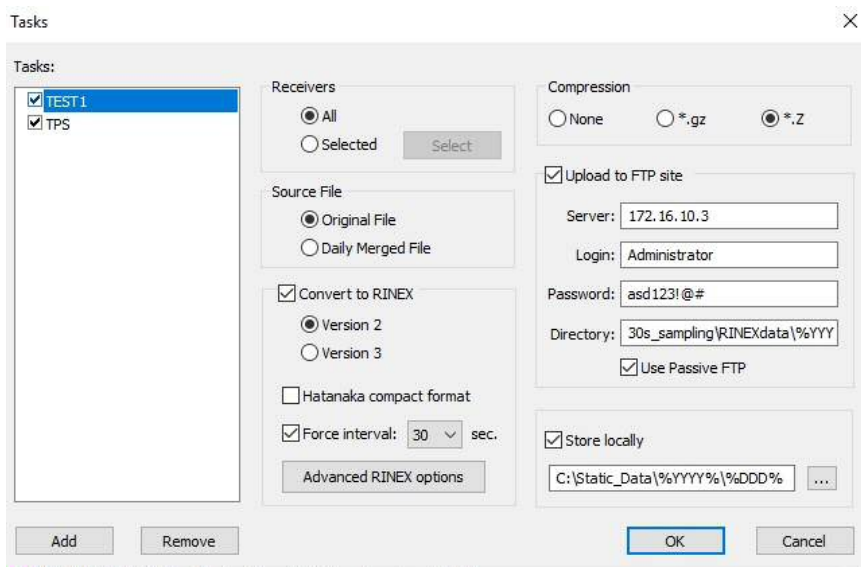 Tasks
Tasks:
TEST1
TPS
Add
Remove
Receivers
All
Selected
Select
Source File
Original File
Daily Merged File
Convert to RINEX
Version 2
Version 3
Hatanaka compact format
Force interval: 30 sec.
Advanced RINEX options
Compression
None *.gz *.Z
Upload to FTP site
Server: 172.16.10.3
Login: Administrator
Password: asd123!@#
Directory: 30s_sampling\RINEXdata\%YYY
Use Passive FTP
Store locally
C:\Static_Data\%YYYY%\%DDD% ...
OK
Cancel